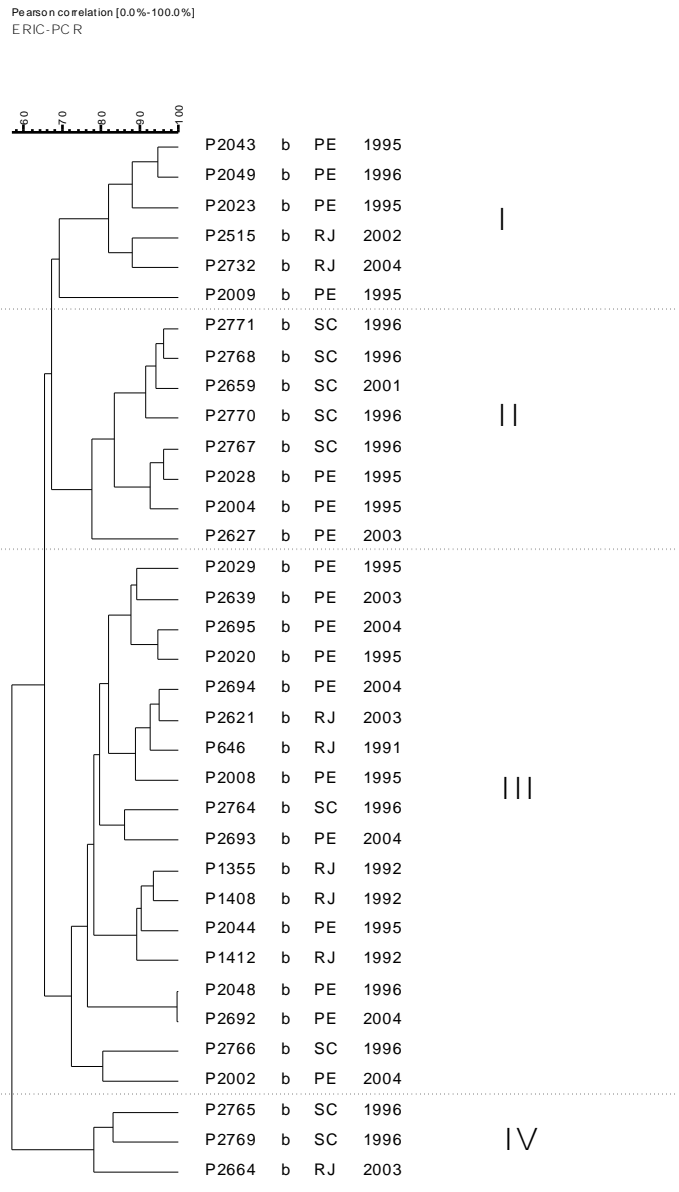 Pearson correlation [0.0%-100.0%]
ERIC-PCR
60 70 80 90 100
P2043 b PE 1995
P2049 b PE 1996
P2023 b PE 1995
I
P2515 b RJ 2002
P2732 b RJ 2004
P2009 b PE 1995
P2771 b SC 1996
P2768 b SC 1996
P2659 b SC 2001
II
P2770 b SC 1996
P2767 b SC 1996
P2028 b PE 1995
P2004 b PE 1995
P2627 b PE 2003
P2029 b PE 1995
P2639 b PE 2003
P2695 b PE 2004
P2020 b PE 1995
P2694 b PE 2004
P2621 b RJ 2003
P646 b RJ 1991
P2008 b PE 1995
III
P2764 b SC 1996
P2693 b PE 2004
P1355 b RJ 1992
P1408 b RJ 1992
P2044 b PE 1995
P1412 b RJ 1992
P2048 b PE 1996
P2692 b PE 2004
P2766 b SC 1996
P2002 b PE 2004
P2765 b SC 1996
IV
P2769 b SC 1996
P2664 b RJ 2003